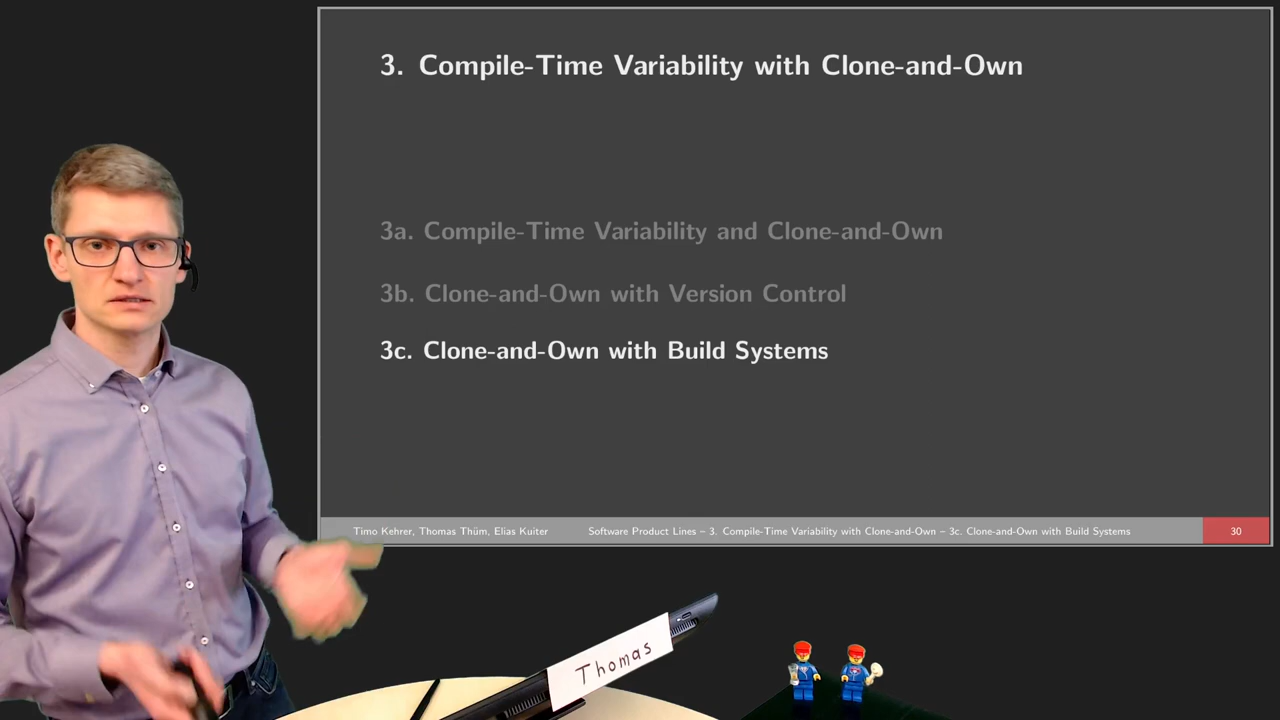 3. Compile-Time Variability with Clone-and-Own
3a. Compile-Time Variability and Clone-and-Own
3b. Clone-and-Own with Version Control
3c. Clone-and-Own with Build Systems
Timo Kehrer, Thomas Thüm, Elias Kuiter Software Product Lines – 3. Compile-Time Variability with Clone-and-Own – 3c. Clone-and-Own with Build Systems 30
Thomas